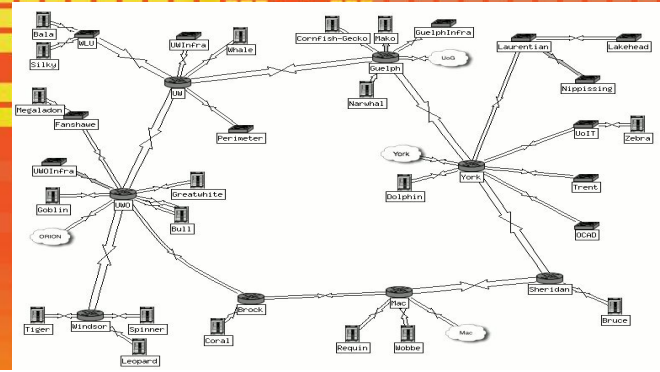 Bala
WLU
Silky
UWInfra
Whale
UW
Perimeter
Cornfish-Gecko
Mako
GuelphInfra
UoG
Guelph
Narwhal
Laurentian
Lakehead
Nippissing
Megaladon
Fanshawe
UWOInfra
Goblin
ORION
UWO
Greatwhite
Bull
York
York
Dolphin
UoIT
Zebra
Trent
OCAD
Tiger
Windsor
Spinner
Leopard
Brock
Coral
Mac
Requin
Wobbe
Mac
Sheridan
Bruce